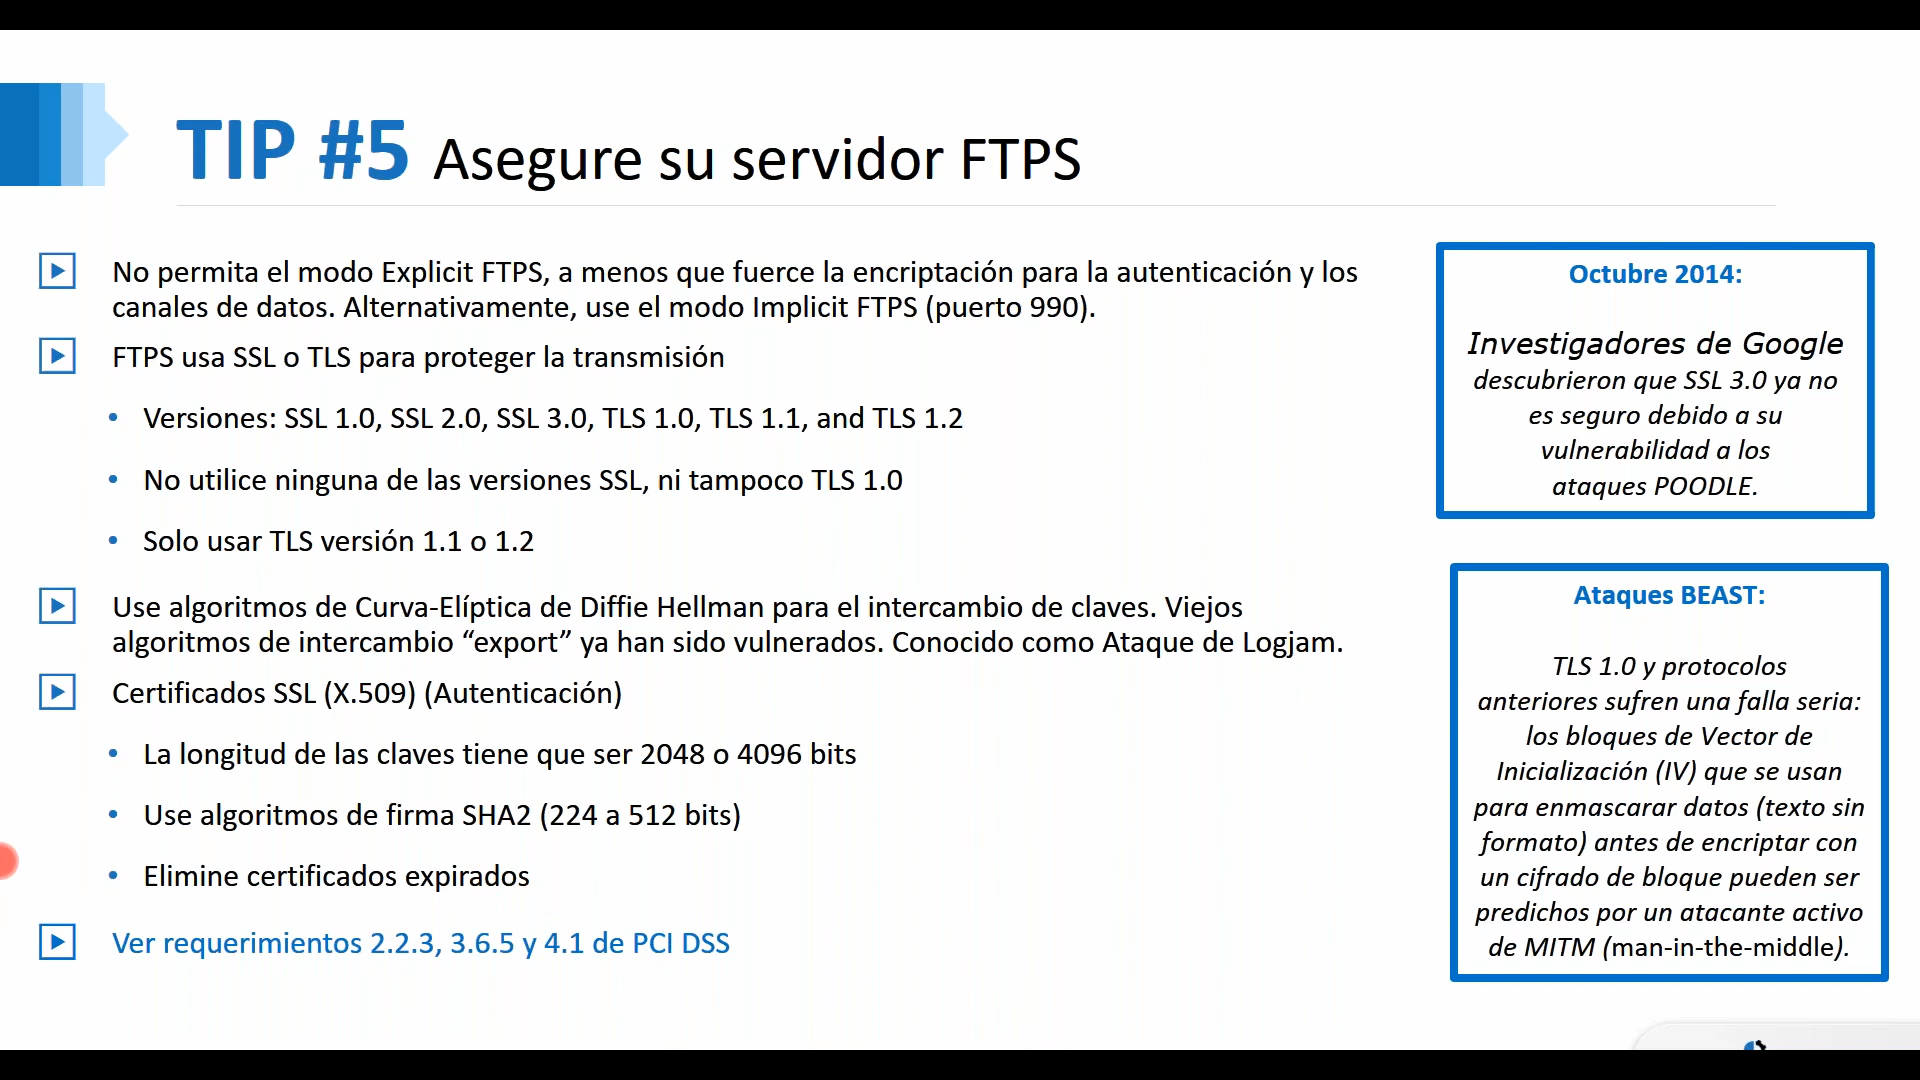 TIP #5 Asegure su servidor FTPS
No permita el modo Explicit FTPS, a menos que fuerce la encriptación para la autenticación y los
canales de datos. Alternativamente, use el modo Implicit FTPS (puerto 990).
FTPS usa SSL o TLS para proteger la transmisión
• Versiones: SSL 1.0, SSL 2.0, SSL 3.0, TLS 1.0, TLS 1.1, and TLS 1.2
• No utilice ninguna de las versiones SSL, ni tampoco TLS 1.0
• Solo usar TLS versión 1.1 o 1.2
Use algoritmos de Curva-Elíptica de Diffie Hellman para el intercambio de claves. Viejos
algoritmos de intercambio “export” ya han sido vulnerados. Conocido como Ataque de Logjam.
Certificados SSL (X.509) (Autenticación)
• La longitud de las claves tiene que ser 2048 o 4096 bits
• Use algoritmos de firma SHA2 (224 a 512 bits)
• Elimine certificados expirados
Ver requerimientos 2.2.3, 3.6.5 y 4.1 de PCI DSS
Octubre 2014:
Investigadores de Google
descubrieron que SSL 3.0 ya no
es seguro debido a su
vulnerabilidad a los
ataques POODLE.
Ataques BEAST:
TLS 1.0 y protocolos
anteriores sufren una falla seria:
los bloques de Vector de
Inicialización (IV) que se usan
para enmascarar datos (texto sin
formato) antes de encriptar con
un cifrado de bloque pueden ser
predichos por un atacante activo
de MITM (man-in-the-middle).